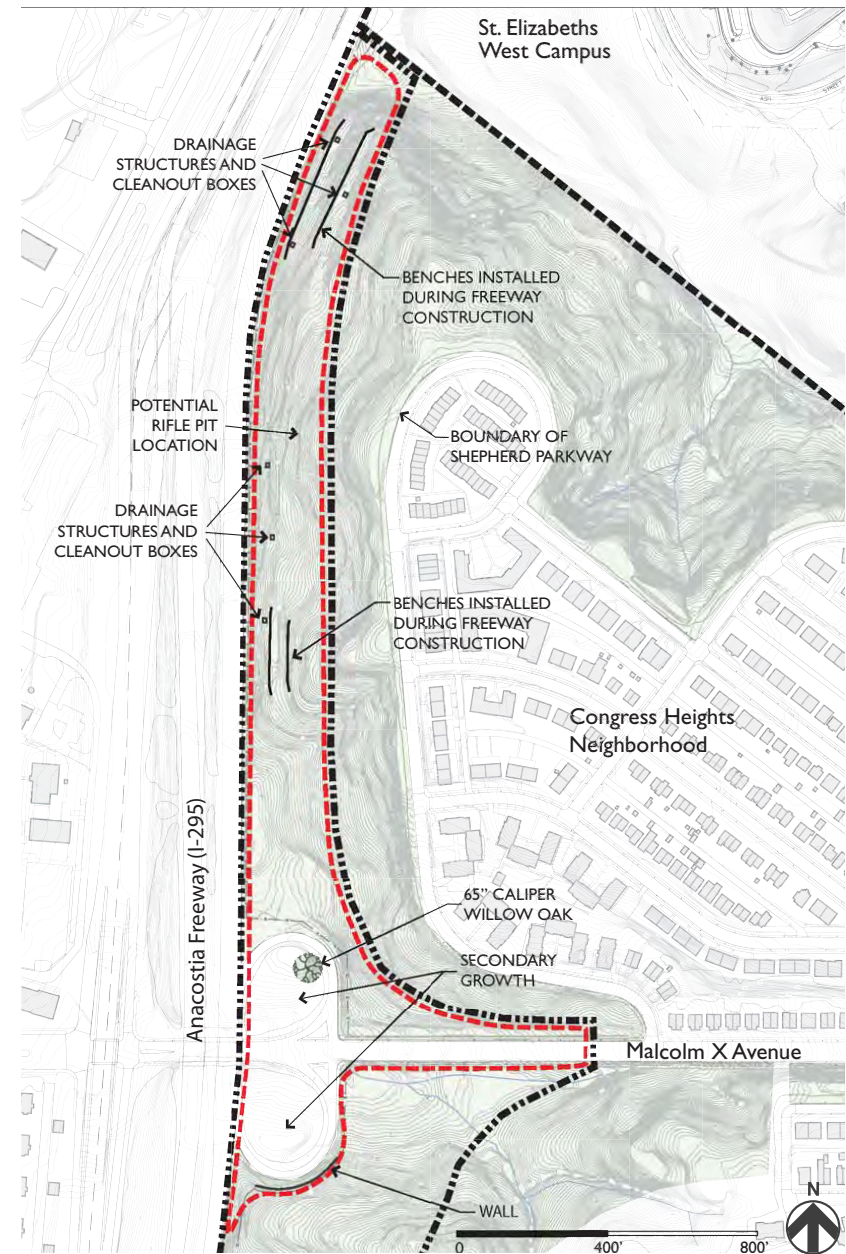 St. Elizabeths
West Campus
ASH
STREET
DRAINAGE
STRUCTURES AND
CLEANOUT BOXES
BENCHES INSTALLED
DURING FREEWAY
CONSTRUCTION
POTENTIAL
RIFLE PIT
LOCATION
BOUNDARY OF
SHEPHERD PARKWAY
DRAINAGE
STRUCTURES AND
CLEANOUT BOXES
BENCHES INSTALLED
DURING FREEWAY
CONSTRUCTION
Congress Heights
Neighborhood
Anacostia Freeway (I-295)
65" CALIPER
WILLOW OAK
SECONDARY
GROWTH
Malcolm X Avenue
WALL
N
0 400' 800'